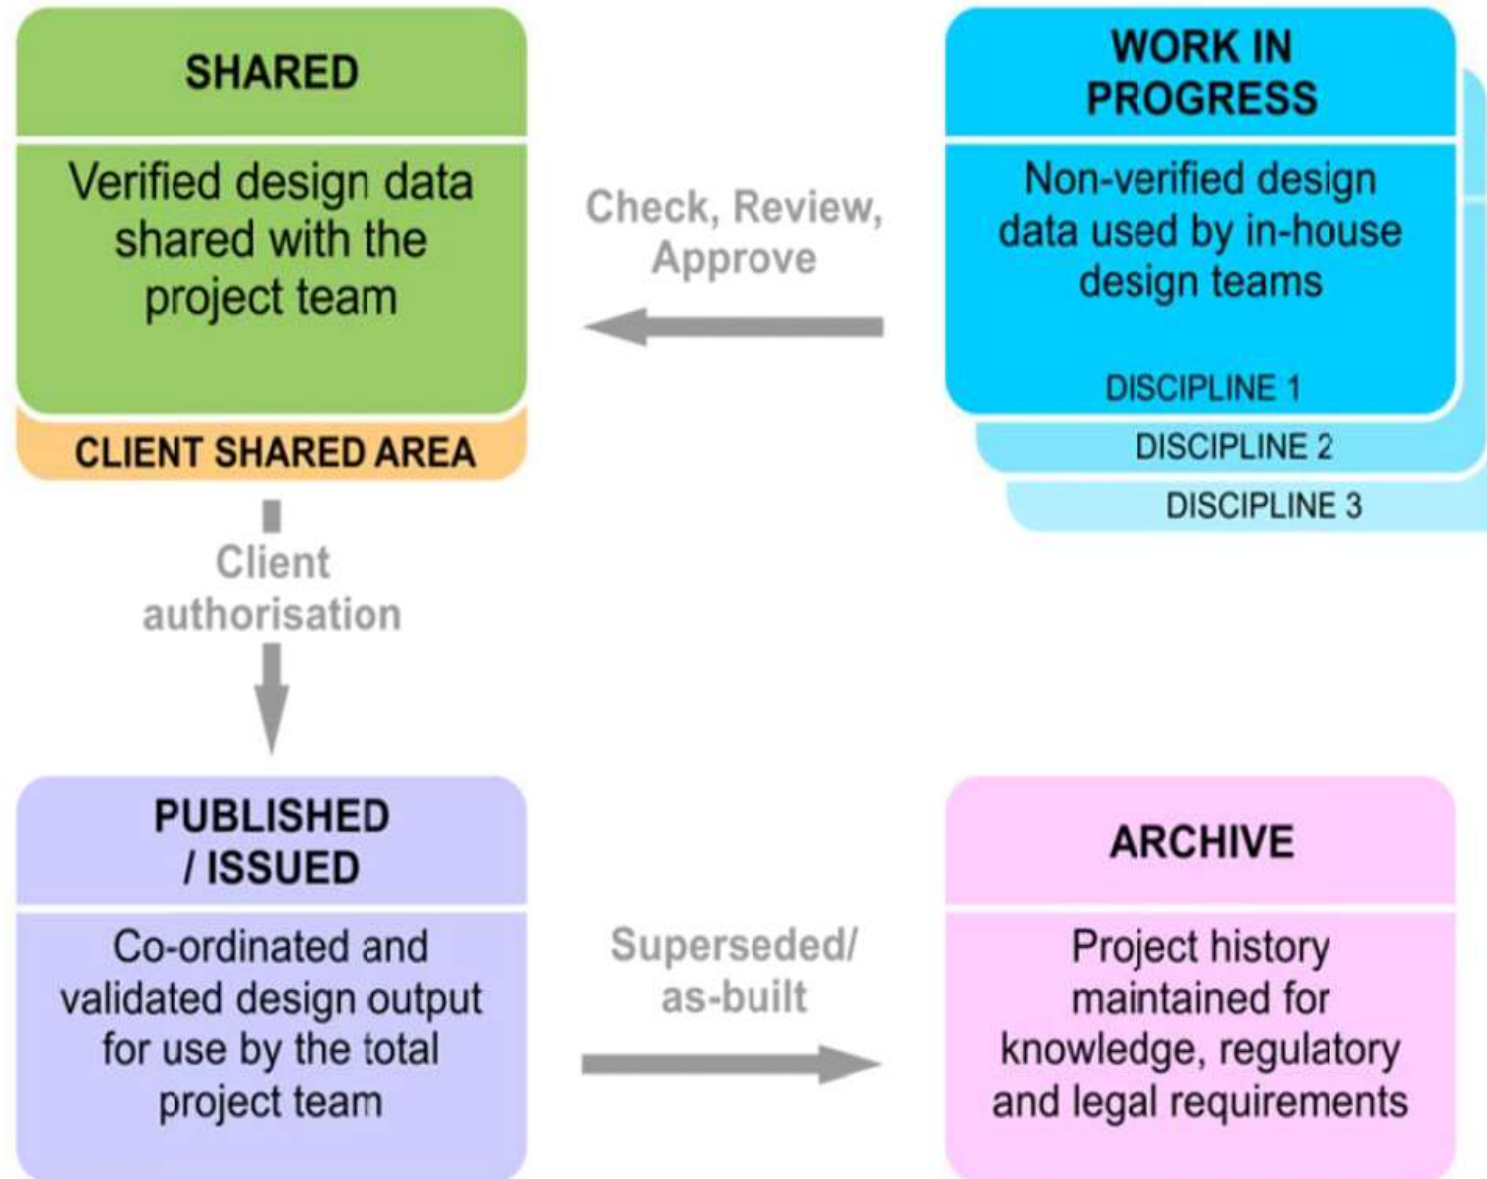 SHARED
Verified design data
shared with the
project team
CLIENT SHARED AREA
Check, Review,
Approve
WORK IN
PROGRESS
Non-verified design
data used by in-house
design teams
DISCIPLINE 1
DISCIPLINE 2
DISCIPLINE 3
Client
authorisation
PUBLISHED
/ ISSUED
Co-ordinated and
validated design output
for use by the total
project team
Superseded/
as-built
ARCHIVE
Project history
maintained for
knowledge, regulatory
and legal requirements